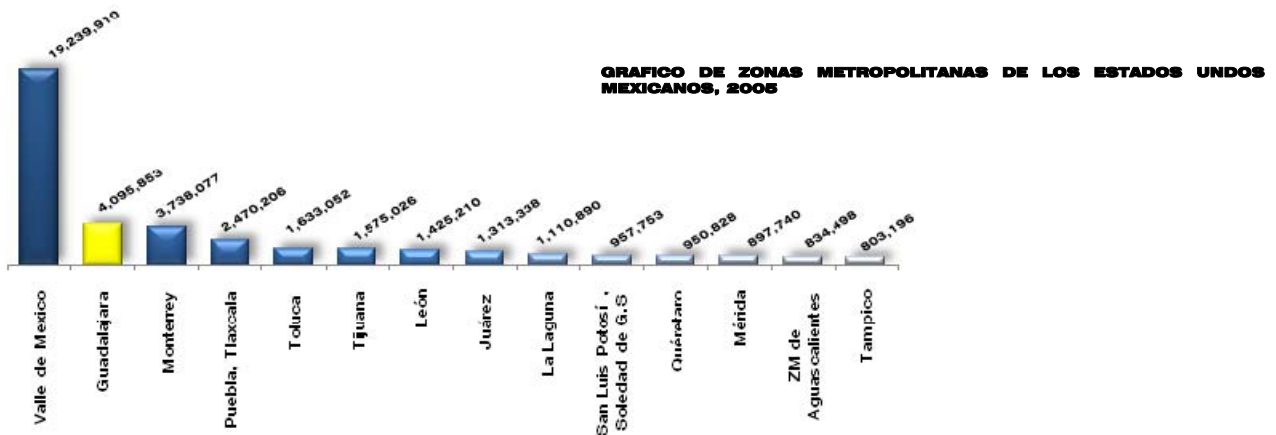 GRAFICO DE ZONAS METROPOLITANAS DE LOS ESTADOS UNDOS
MEXICANOS, 2005
19,239,910
4,095,853
3,738,077
2,470,206
1,633,052
1,575,026
1,425,210
1,313,338
1,110,890
957,753
950,828
897,740
834,498
803,196
Valle de Mexico
Guadalajara
Monterrey
Puebla, Tlaxcala
Toluca
Tijuana
León
Juárez
La Laguna
San Luis Potosí ,
Soledad de G.S
Quéretaro
Mérida
ZM de
Aguascalientes
Tampico